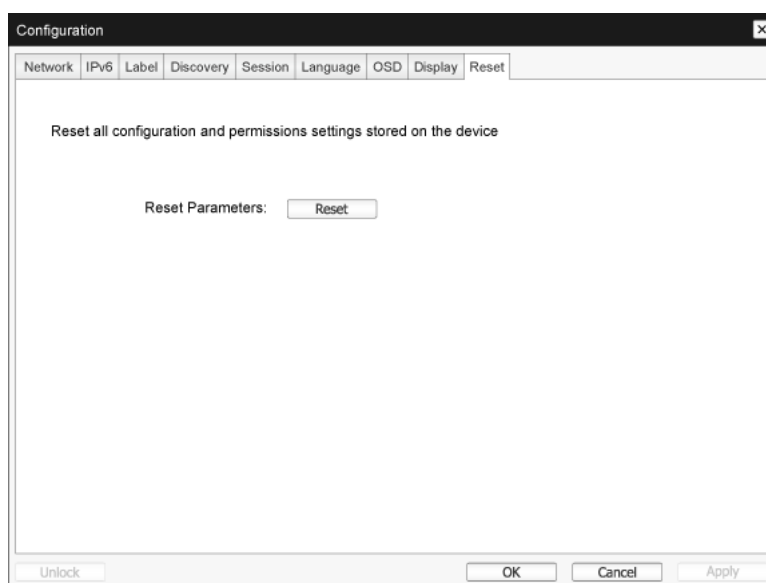 Configuration
Network IPv6 Label Discovery Session Language OSD Display Reset
Reset all configuration and permissions settings stored on the device
Reset Parameters: Reset
Unlock OK Cancel Apply